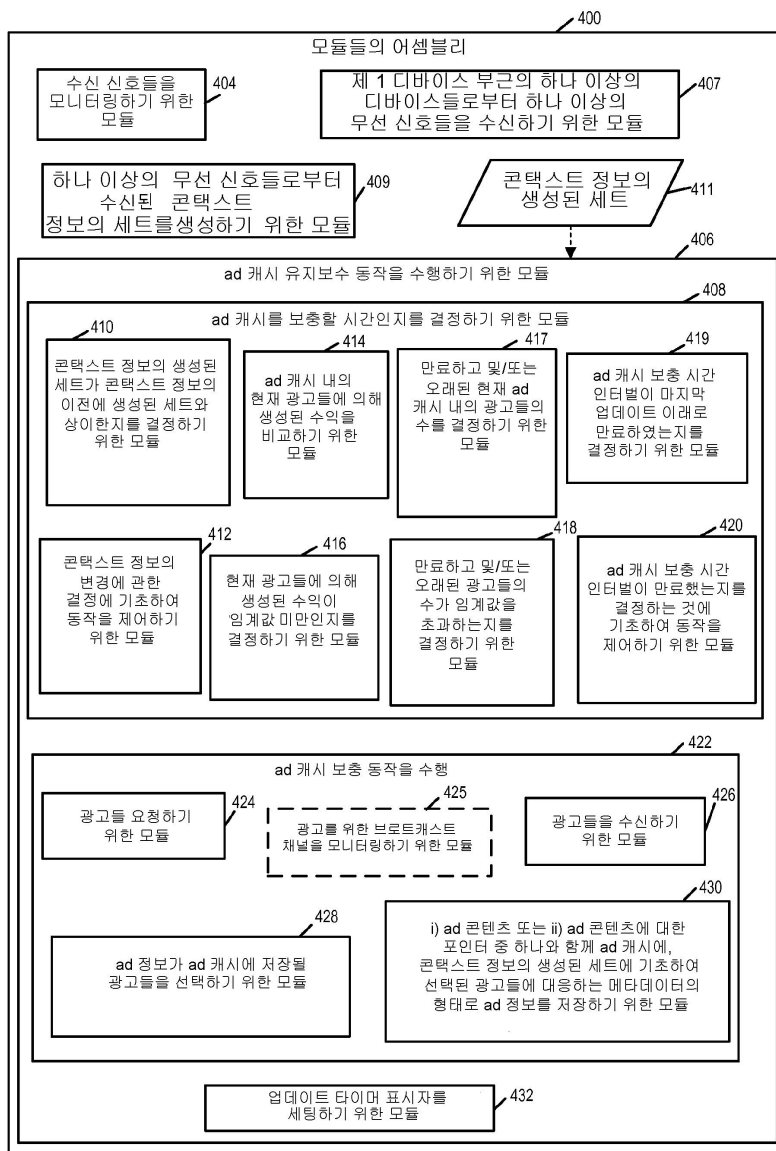 400
모듈들의 어셈블리
수신 신호들을
모니터링하기 위한
모듈
404
제 1 디바이스 부근의 하나 이상의
디바이스들로부터 하나 이상의
무선 신호들을 수신하기 위한 모듈
407
하나 이상의 무선 신호들로부터
수신된 콘택스트
정보의 세트를생성하기 위한 모듈
409
콘택스트 정보의
생성된 세트
411
406
ad 캐시 유지보수 동작을 수행하기 위한 모듈
408
ad 캐시를 보충할 시간인지를 결정하기 위한 모듈
410
콘택스트 정보의 생성된
세트가 콘택스트 정보의
이전에 생성된 세트와
상이한지를 결정하기
위한 모듈
414
ad 캐시 내의
현재 광고들에 의해
생성된 수익을
비교하기 위한
모듈
417
만료하고 및/또는
오래된 현재 ad
캐시 내의 광고들의
수를 결정하기 위한
모듈
419
ad 캐시 보충 시간
인터벌이 마지막
업데이트 이래로
만료하였는지를
결정하기 위한 모듈
412
콘택스트 정보의
변경에 관한
결정에 기초하여
동작을 제어하기
위한 모듈
416
현재 광고들에 의해
생성된 수익이
임계값 미만인지를
결정하기 위한 모듈
418
만료하고 및/또는
오래된 광고들의
수가 임계값을
초과하는지를
결정하기 위한
모듈
420
ad 캐시 보충 시간
인터벌이 만료했는지를
결정하는 것에
기초하여 동작을
제어하기 위한 모듈
422
ad 캐시 보충 동작을 수행
광고들 요청하기
위한 모듈
424
425
광고를 위한 브로트캐스트
채널을 모니터링하기 위한 모듈
광고들을 수신하기
위한 모듈
426
428
ad 정보가 ad 캐시에 저장될
광고들을 선택하기 위한 모듈
430
i) ad 콘텐츠 또는 ii) ad 콘텐츠에 대한
포인터 중 하나와 함께 ad 캐시에,
콘택스트 정보의 생성된 세트에 기초하여
선택된 광고들에 대응하는 메타데이터의
형태로 ad 정보를 저장하기 위한 모듈
업데이트 타이머 표시자를
세팅하기 위한 모듈
432